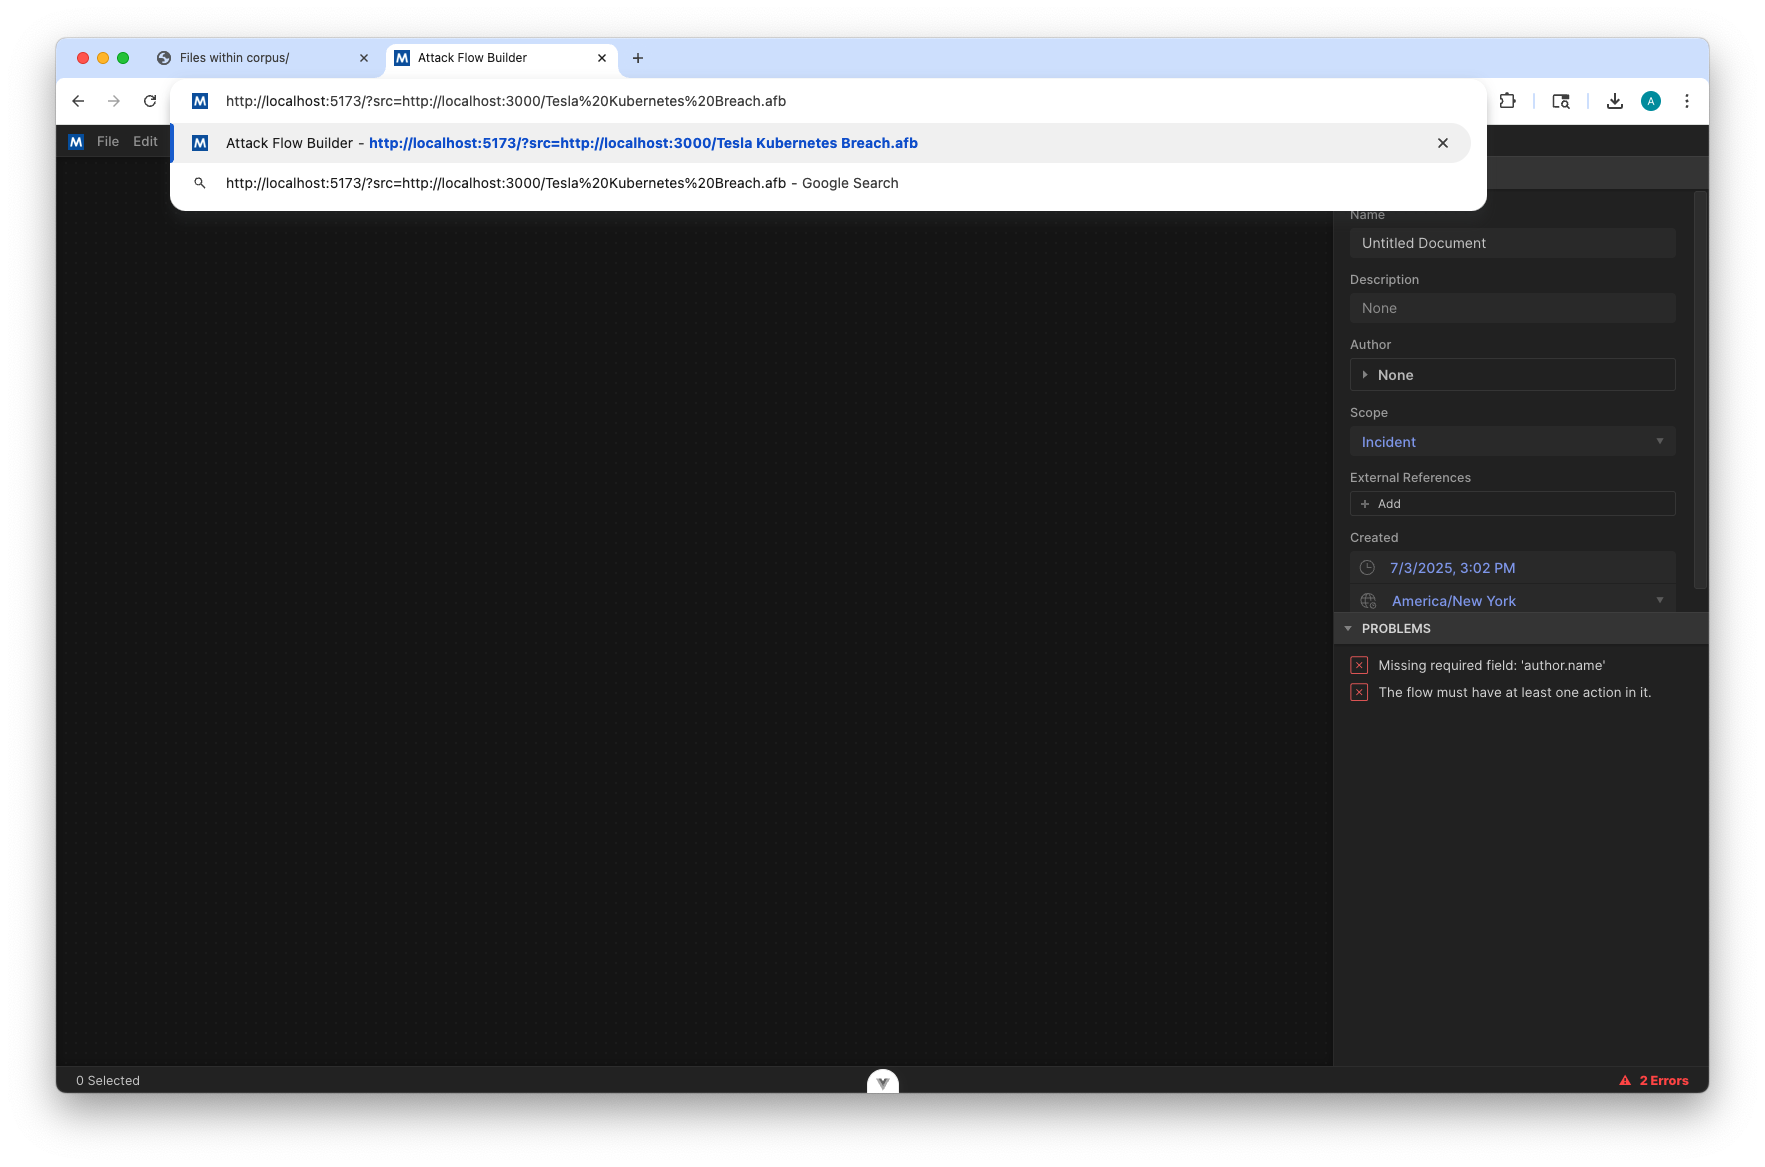 Files within corpus/
M Attack Flow Builder
M http://localhost:5173/?src=http://localhost:3000/Tesla%20Kubernetes%20Breach.afb
A
M File Edit
M Attack Flow Builder - http://localhost:5173/?src=http://localhost:3000/Tesla Kubernetes Breach.afb
http://localhost:5173/?src=http://localhost:3000/Tesla%20Kubernetes%20Breach.afb - Google Search
Name
Untitled Document
Description
None
Author
None
Scope
Incident
External References
+ Add
Created
7/3/2025, 3:02 PM
America/New York
PROBLEMS
Missing required field: 'author.name'
The flow must have at least one action in it.
0 Selected
2 Errors